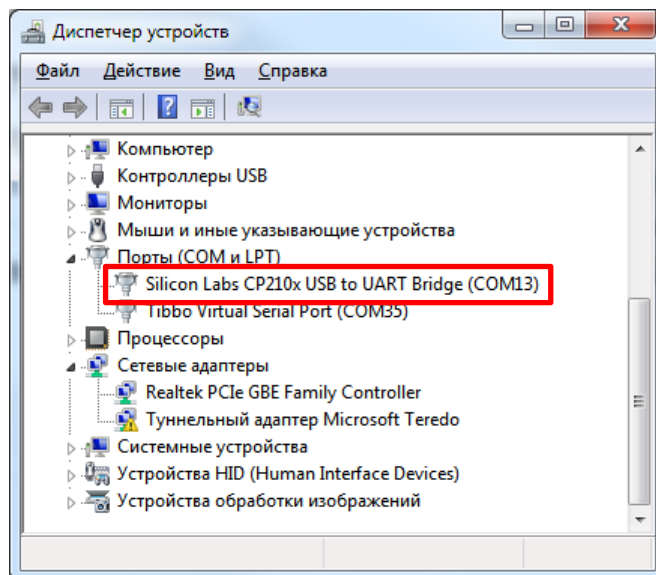 Диспетчер устройств
Файл Действие Вид Справка
Компьютер
Контроллеры USB
Мониторы
Мыши и иные указывающие устройства
Порты (COM и LPT)
Silicon Labs CP210x USB to UART Bridge (COM13)
Tibbo Virtual Serial Port (COM35)
Процессоры
Сетевые адаптеры
Realtek PCIe GBE Family Controller
Туннельный адаптер Microsoft Teredo
Системные устройства
Устройства HID (Human Interface Devices)
Устройства обработки изображений